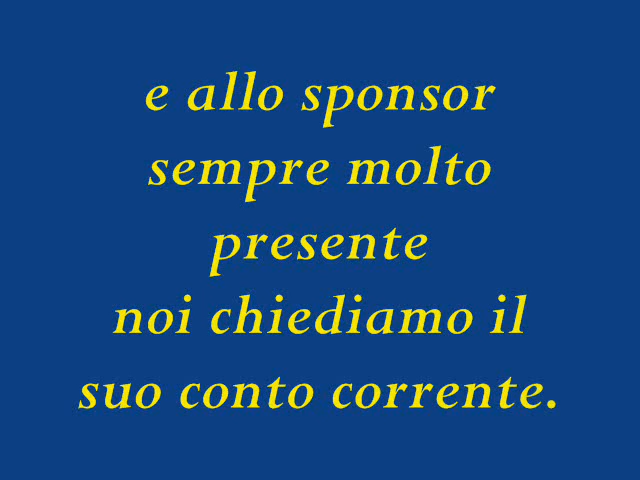 e allo sponsor
sempre molto
presente
noi chiediamo il
suo conto corrente.